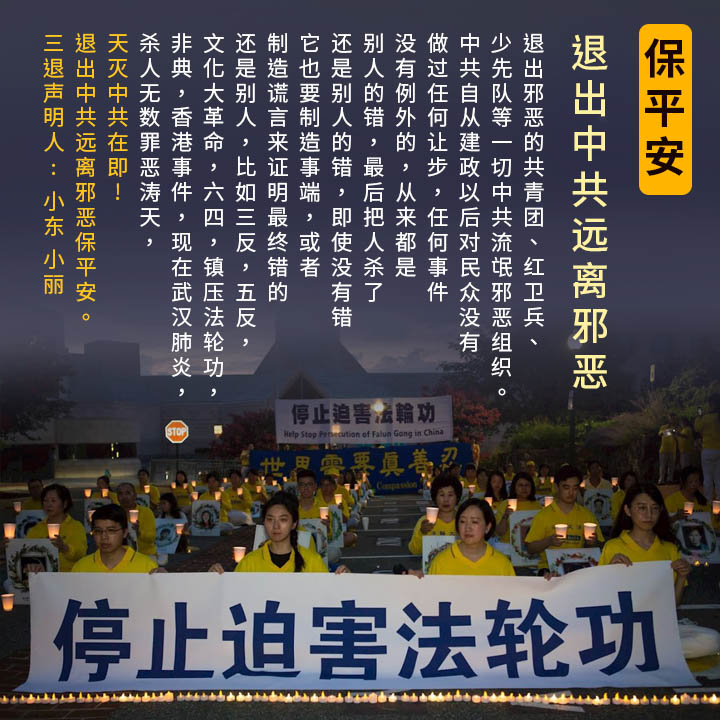 保平安
退出中共远离邪恶
退出邪恶的共青团、红卫兵、
少先队等一切中共流氓邪恶组织。
中共自从建政以后对民众没有
做过任何让步，任何事件
没有例外的，从来都是
别人的错，最后把人杀了
还是别人的错，即使没有错
它也要制造事端，或者
制造谎言来证明最终错的
还是别人，比如三反，五反，
文化大革命，六四，镇压法轮功，
非典，香港事件，现在武汉肺炎，
杀人无数罪恶涛天，
天灭中共在即！
退出中共远离邪恶保平安。
三退声明人：小东 小丽
STOP
停止迫害法輪功
Help Stop Persecution of Falun Gong in China
世界需要真善忍
Compassion
停止迫害法轮功